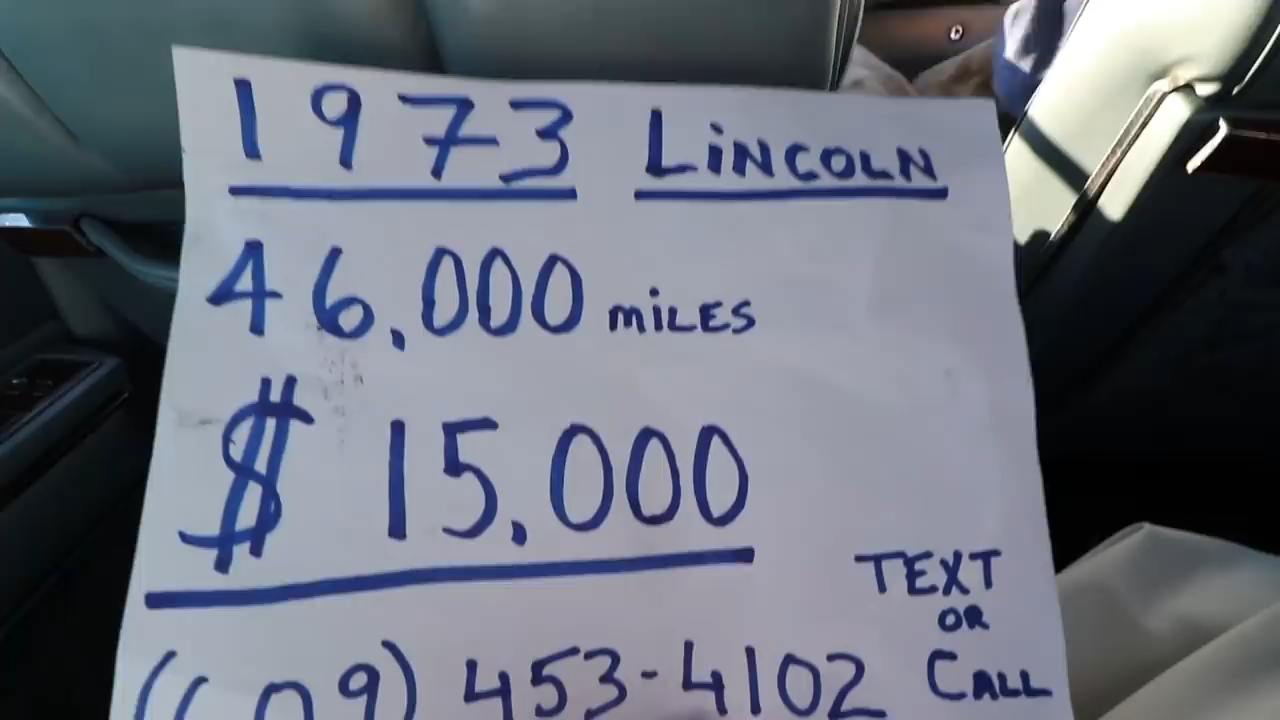 1973 LiNCOLN
46,000 miLES
$ 15,000
TEXT
OR
CALL
453-4102